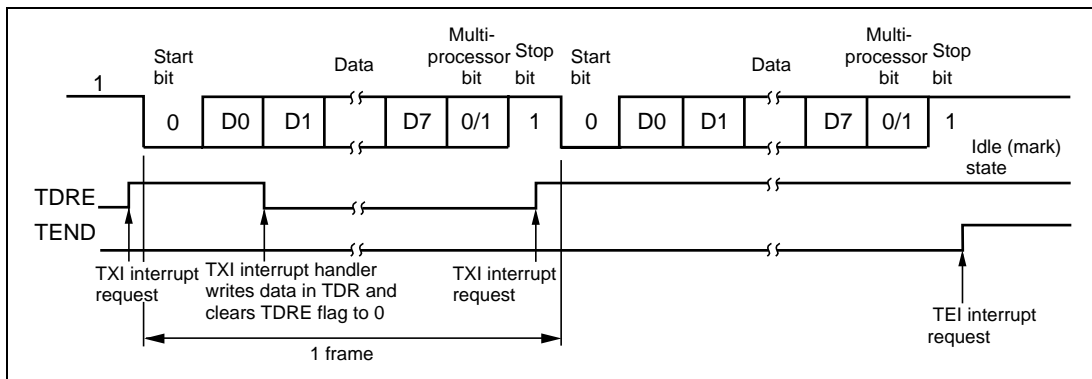 Start
bit
Data
Multi-
processor
bit
Stop
bit
Start
bit
Data
Multi-
processor
bit
Stop
bit
1
0 D0 D1 D7 0/1 1 0 D0 D1 D7 0/1 1
Idle (mark)
state
TDRE
TEND
TXI interrupt
request
TXI interrupt handler
writes data in TDR and
clears TDRE flag to 0
TXI interrupt
request
TEI interrupt
request
1 frame